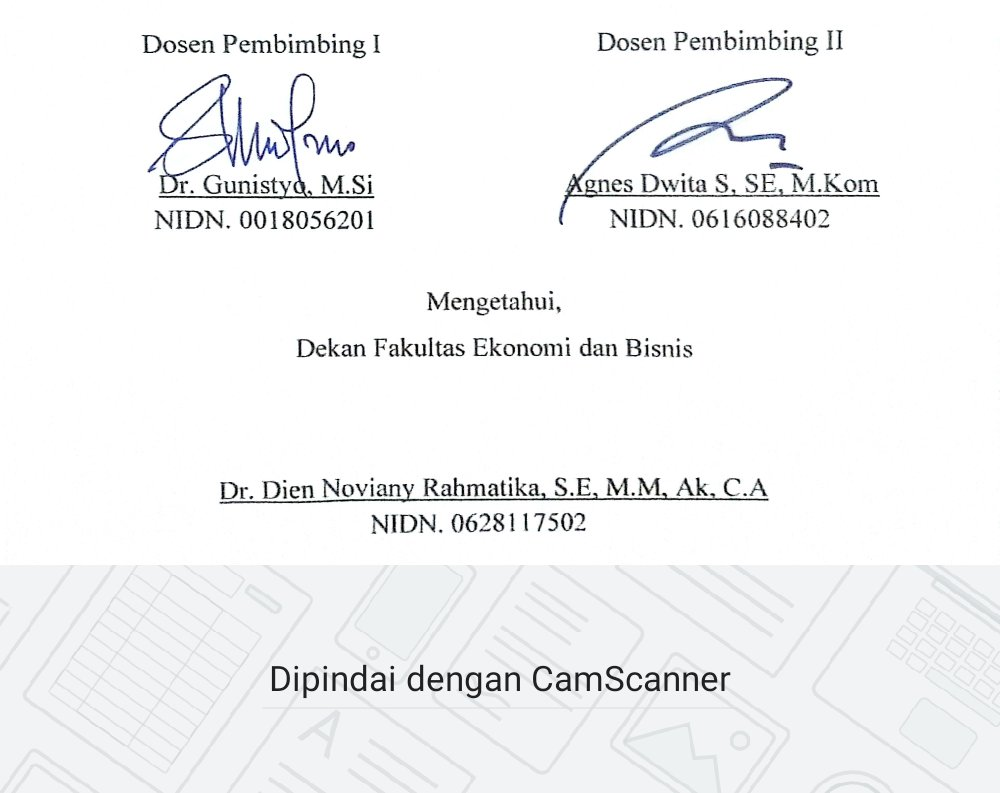 Dosen Pembimbing I
Dosen Pembimbing II
Dr. Gunistyo, M.Si
Agnes Dwita S, SE, M.Kom
NIDN. 0018056201
NIDN. 0616088402
Mengetahui,
Dekan Fakultas Ekonomi dan Bisnis
Dr. Dien Noviany Rahmatika, S.E, M.M, Ak, C.A
NIDN. 0628117502
Dipindai dengan CamScanner